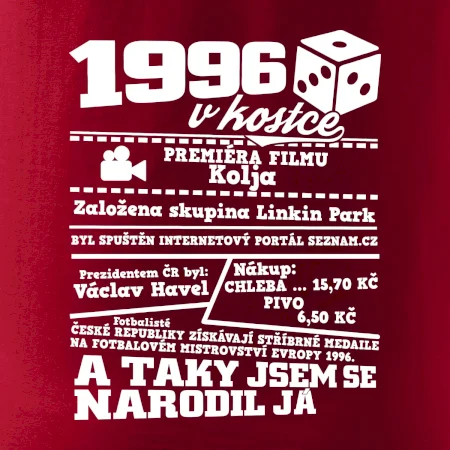 1996
v kostce
PREMIÉRA FILMU
Kolja
Založena skupina Linkin Park
BYL SPUŠTĚN INTERNETOVÝ PORTÁL SEZNAM.CZ
Prezidentem ČR byl:
Václav Havel
Nákup:
CHLEBA ... 15,70 KČ
PIVO
6,50 KČ
Fotbalisté
ČESKÉ REPUBLIKY ZÍSKÁVAJÍ STŘÍBRNÉ MEDAILE
NA FOTBALOVÉM MISTROVSTVÍ EVROPY 1996.
A TAKY JSEM SE
NARODIL JÁ